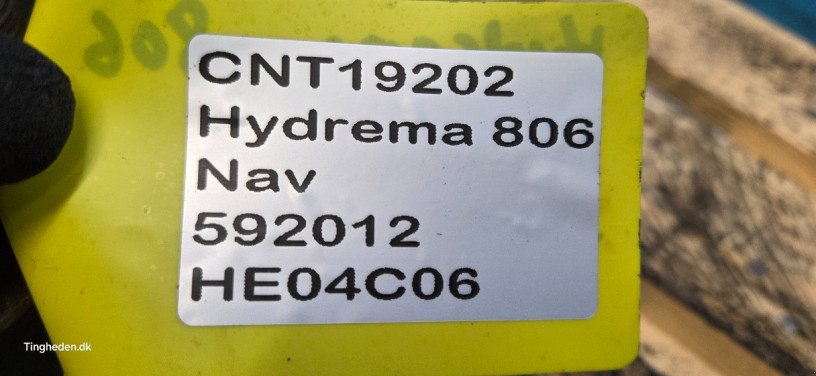 CNT19202
Hydrema 806
Nav
592012
HE04C06
Tingheden.dk